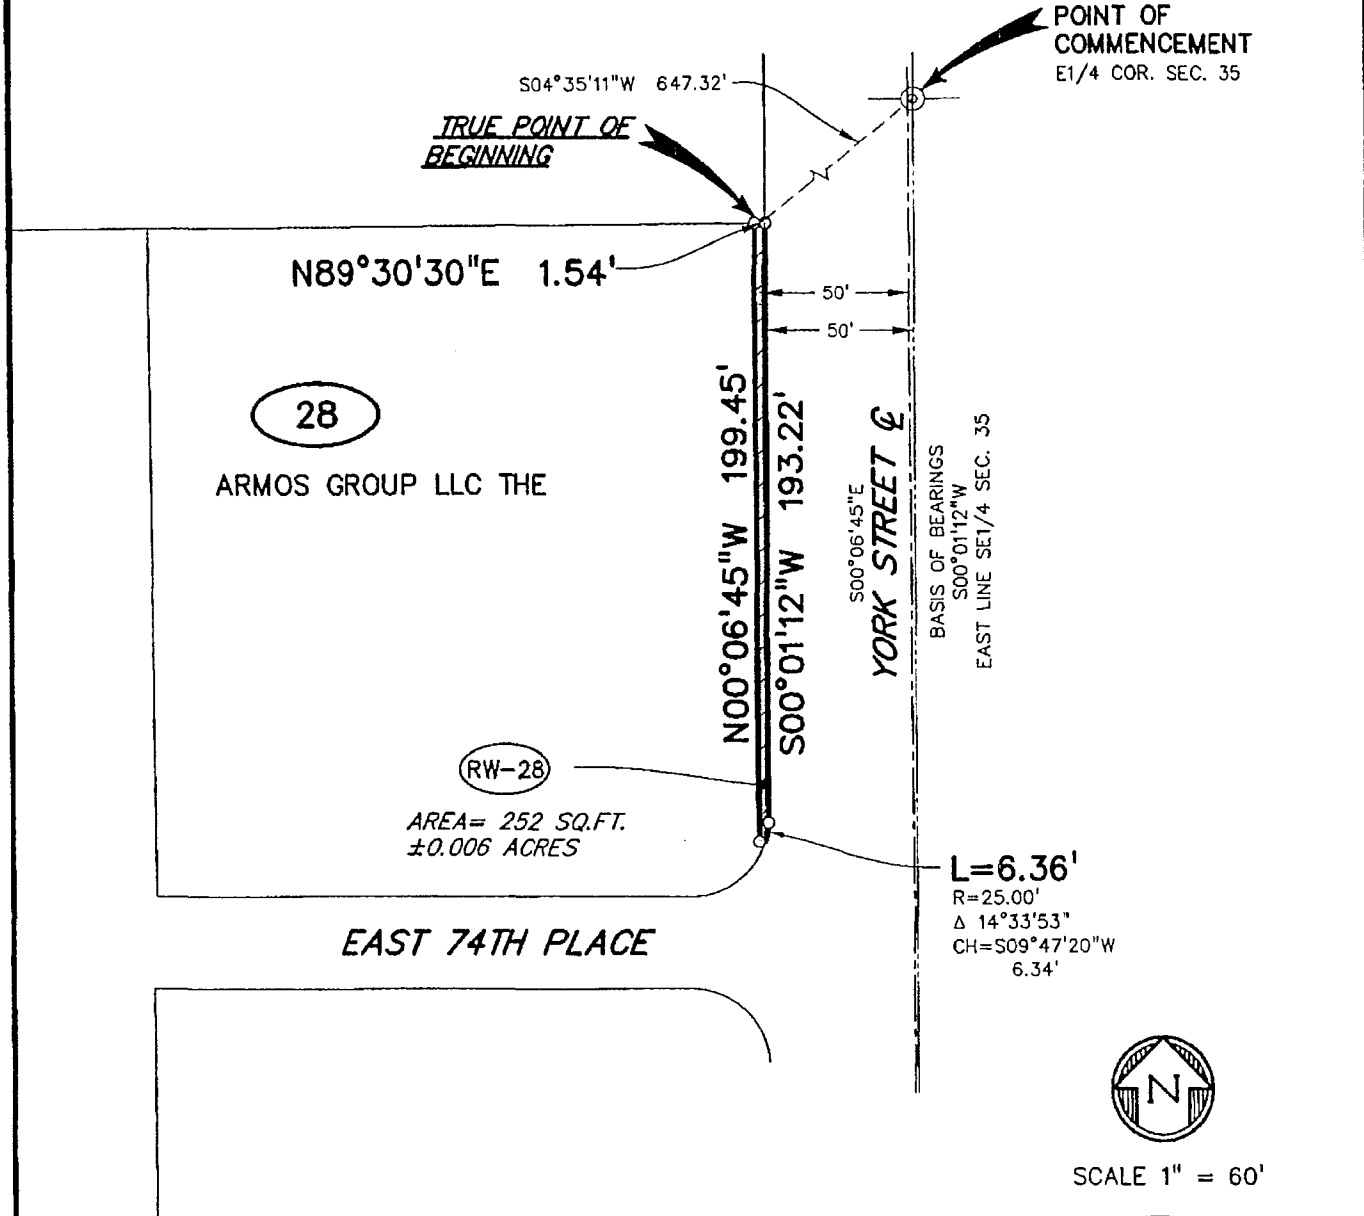 POINT OF
COMMENCEMENT
E1/4 COR. SEC. 35
S04°35'11"W 647.32'
TRUE POINT OF
BEGINNING
N89°30'30"E 1.54'
50'
50'
28
ARMOS GROUP LLC THE
N00°06'45"W 199.45'
S00°01'12"W 193.22'
S00°06'45"E
YORK STREET ℄
BASIS OF BEARINGS
S00°01'12"W
EAST LINE SE1/4 SEC. 35
RW-28
AREA= 252 SQ.FT.
±0.006 ACRES
L=6.36'
R=25.00'
Δ 14°33'53"
CH=S09°47'20"W
6.34'
EAST 74TH PLACE
N
SCALE 1" = 60'